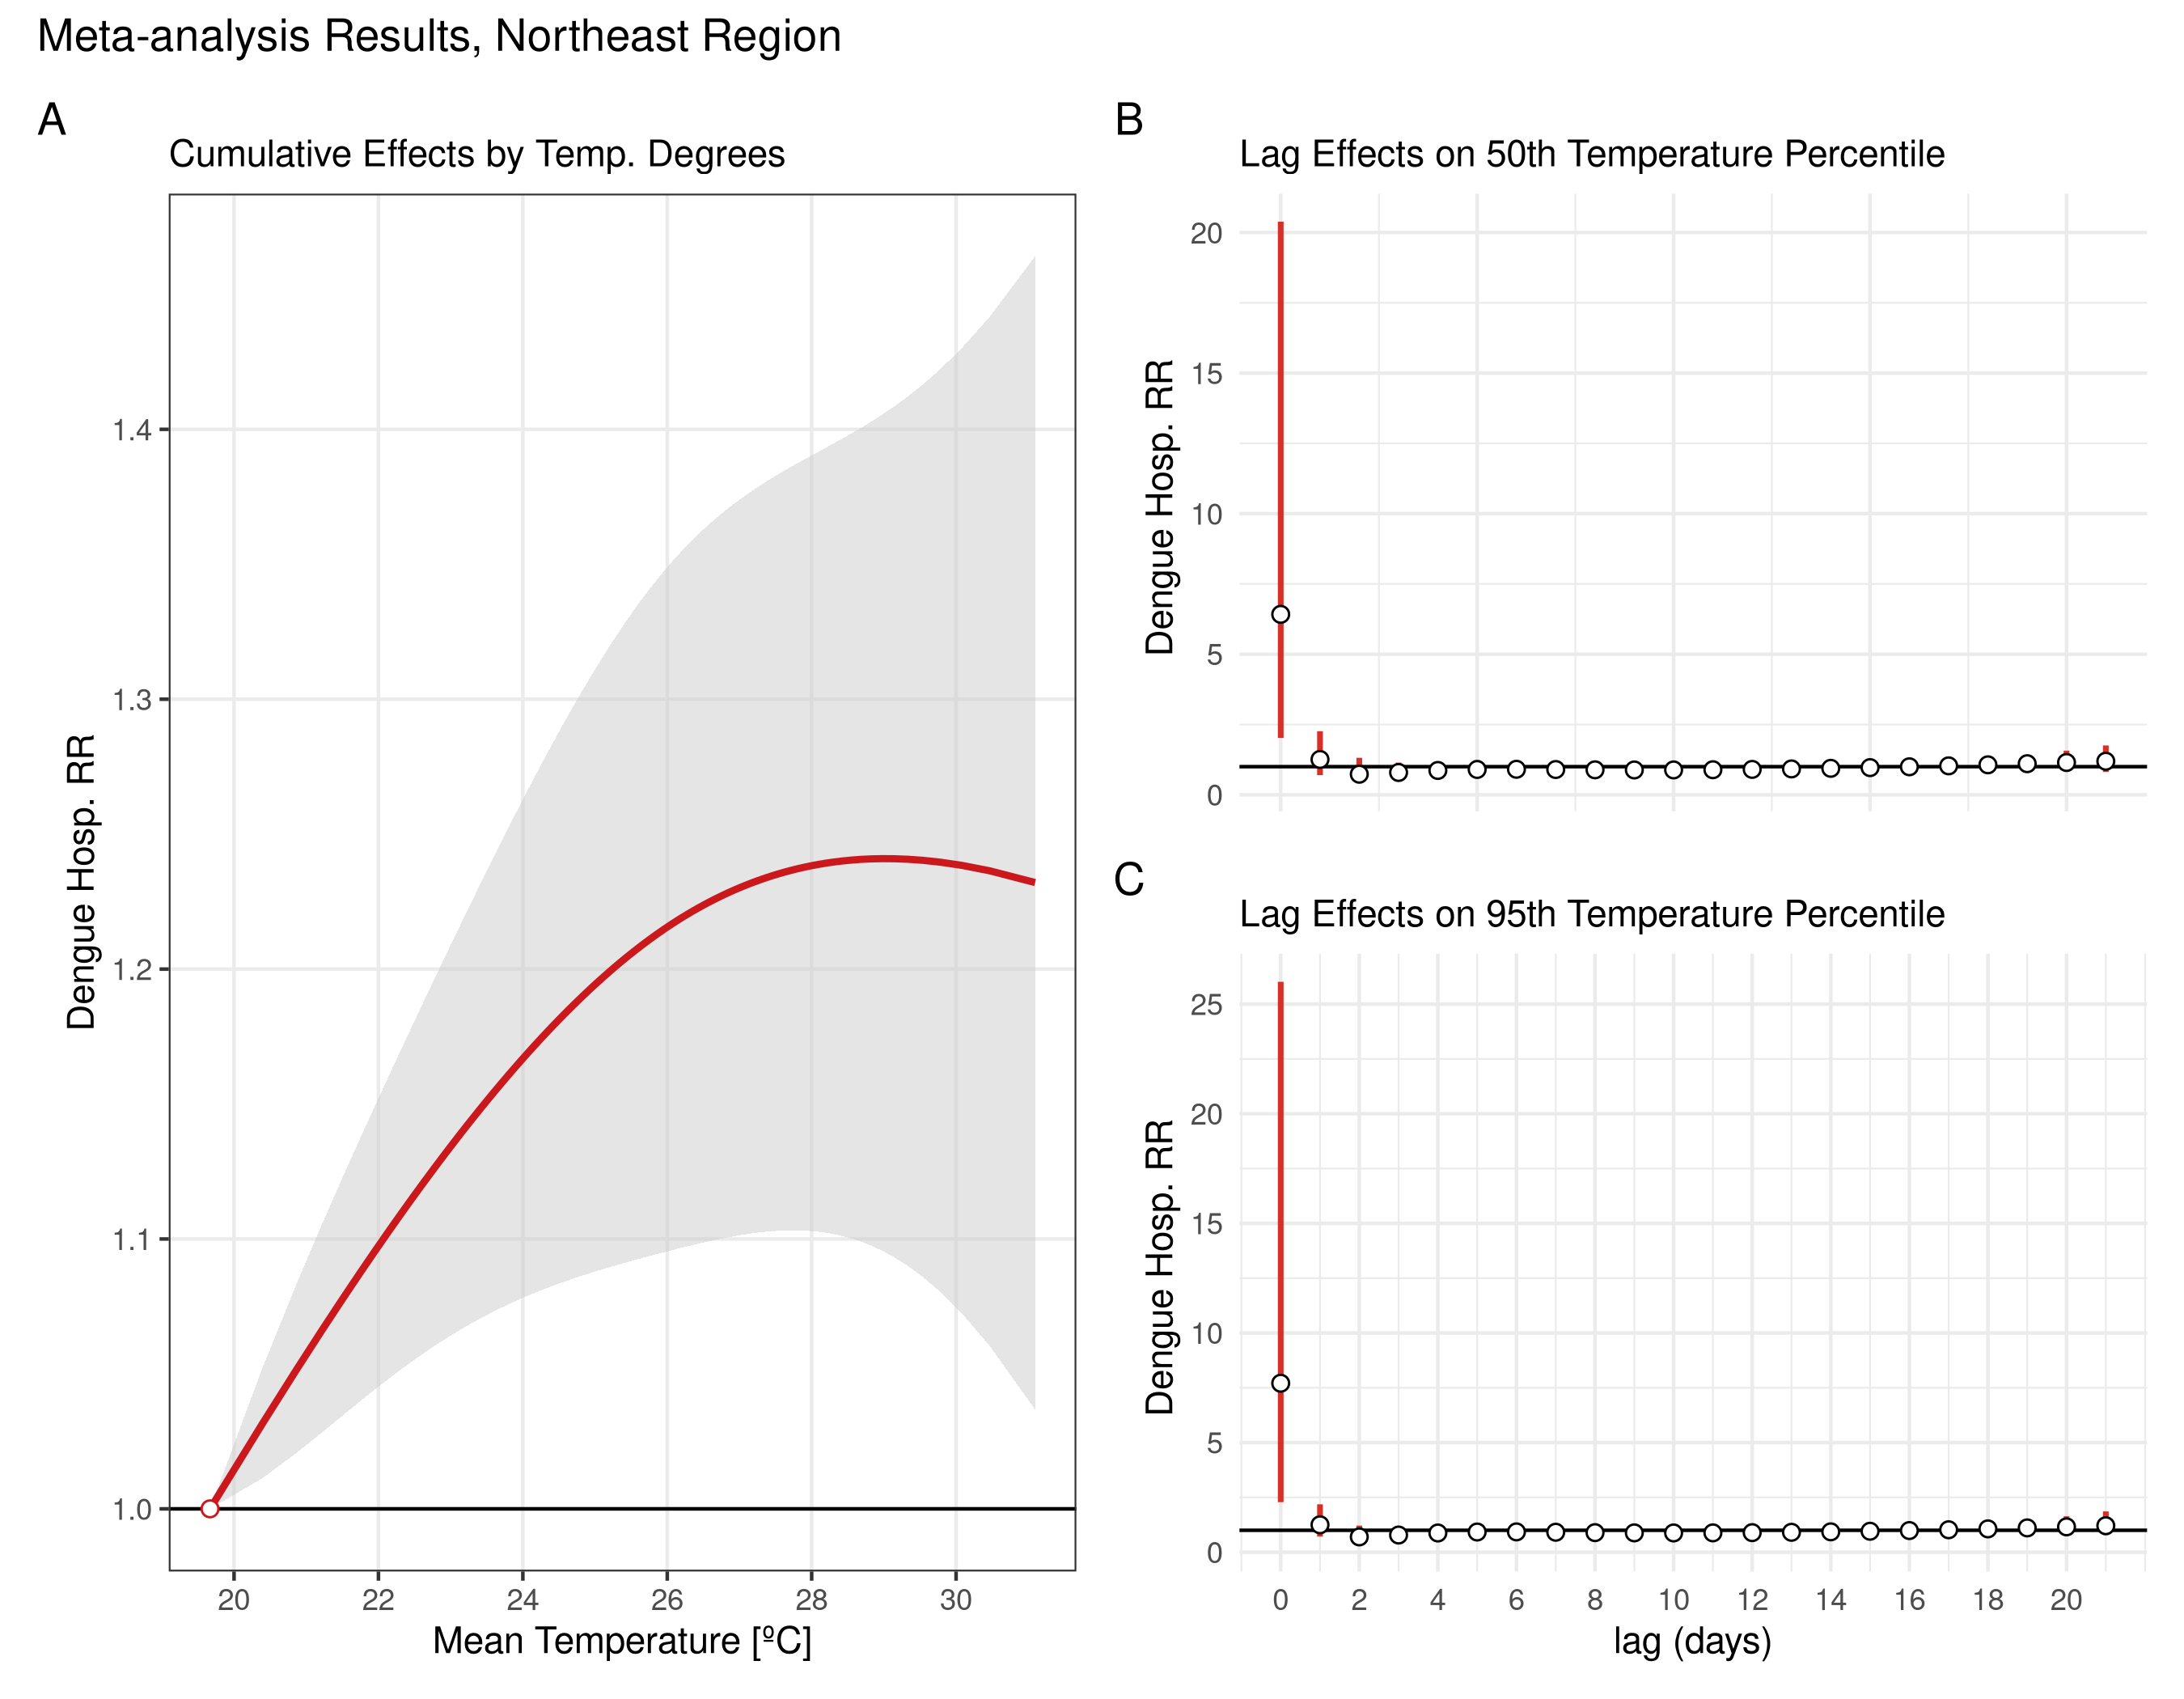 Meta-analysis Results, Northeast Region
A
Cumulative Effects by Temp. Degrees
Dengue Hosp. RR
1.4
1.3
1.2
1.1
1.0
20 22 24 26 28 30
Mean Temperature [ºC]
B
Lag Effects on 50th Temperature Percentile
Dengue Hosp. RR
20
15
10
5
0
C
Lag Effects on 95th Temperature Percentile
Dengue Hosp. RR
25
20
15
10
5
0
0 2 4 6 8 10 12 14 16 18 20
lag (days)